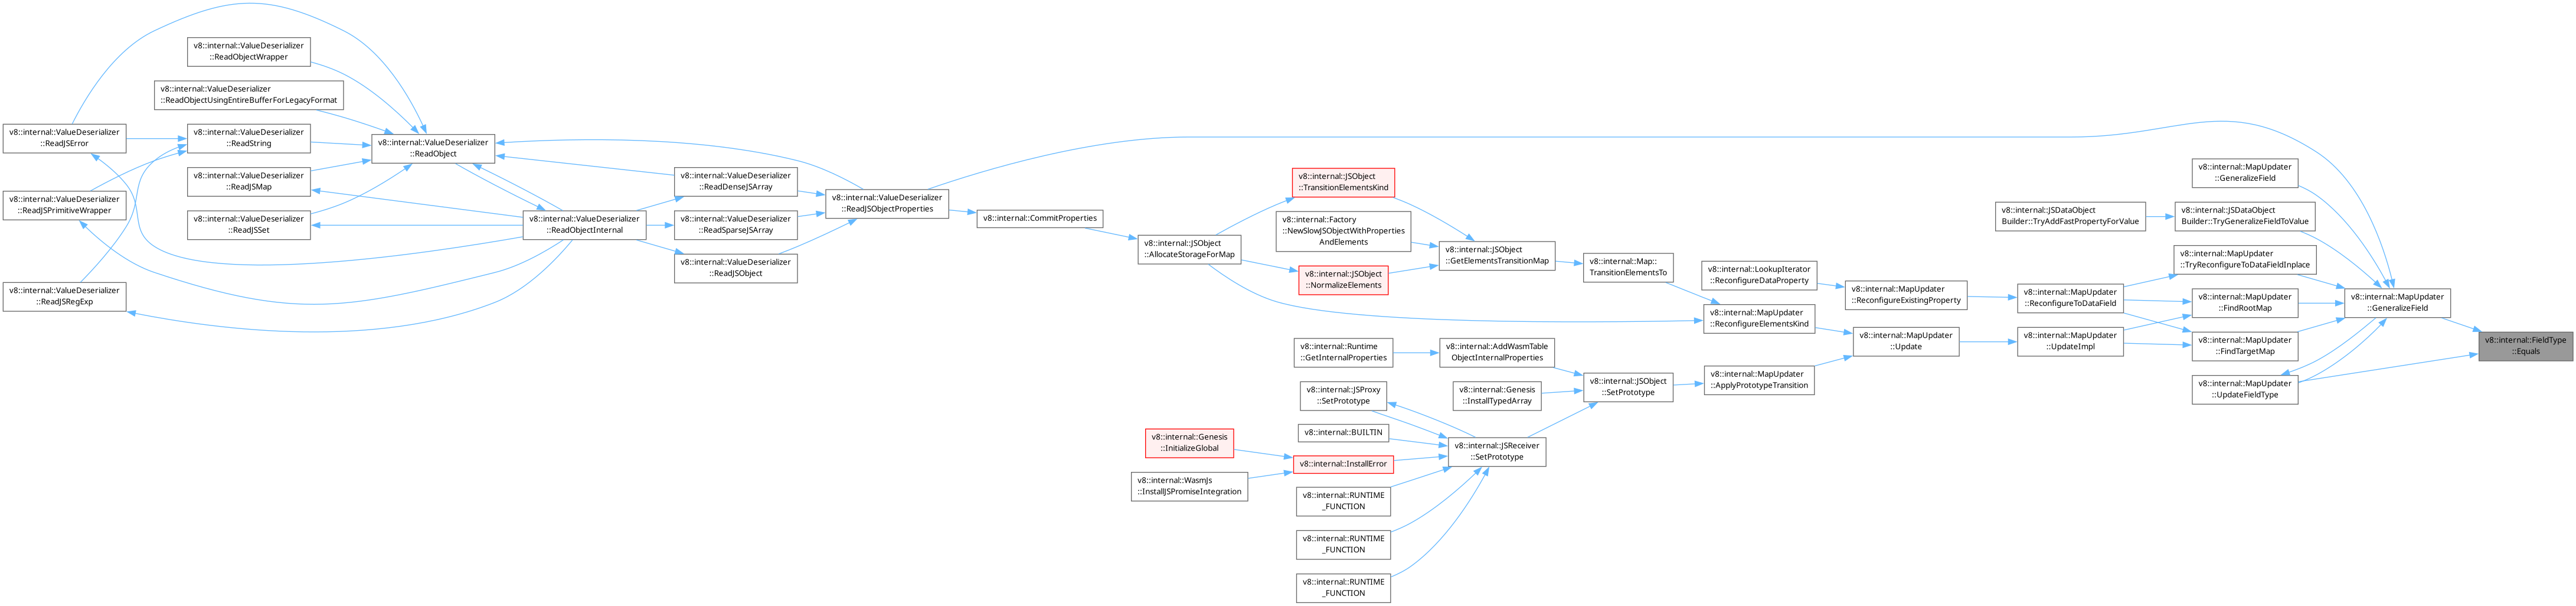 v8::internal::ValueDeserializer
::ReadJSError
v8::internal::ValueDeserializer
::ReadJSPrimitiveWrapper
v8::internal::ValueDeserializer
::ReadJSRegExp
v8::internal::ValueDeserializer
::ReadObjectWrapper
v8::internal::ValueDeserializer
::ReadObjectUsingEntireBufferForLegacyFormat
v8::internal::ValueDeserializer
::ReadString
v8::internal::ValueDeserializer
::ReadJSMap
v8::internal::ValueDeserializer
::ReadJSSet
v8::internal::ValueDeserializer
::ReadObject
v8::internal::ValueDeserializer
::ReadObjectInternal
v8::internal::ValueDeserializer
::ReadDenseJSArray
v8::internal::ValueDeserializer
::ReadSparseJSArray
v8::internal::ValueDeserializer
::ReadJSObject
v8::internal::ValueDeserializer
::ReadJSObjectProperties
v8::internal::CommitProperties
v8::internal::JSObject
::AllocateStorageForMap
v8::internal::Genesis
::InitializeGlobal
v8::internal::WasmJs
::InstallJSPromiseIntegration
v8::internal::JSObject
::TransitionElementsKind
v8::internal::Factory
::NewSlowJSObjectWithProperties
AndElements
v8::internal::JSObject
::NormalizeElements
v8::internal::Runtime
::GetInternalProperties
v8::internal::JSProxy
::SetPrototype
v8::internal::BUILTIN
v8::internal::InstallError
v8::internal::RUNTIME
_FUNCTION
v8::internal::RUNTIME
_FUNCTION
v8::internal::RUNTIME
_FUNCTION
v8::internal::JSObject
::GetElementsTransitionMap
v8::internal::AddWasmTable
ObjectInternalProperties
v8::internal::Genesis
::InstallTypedArray
v8::internal::JSReceiver
::SetPrototype
v8::internal::Map::
TransitionElementsTo
v8::internal::JSObject
::SetPrototype
v8::internal::LookupIterator
::ReconfigureDataProperty
v8::internal::MapUpdater
::ReconfigureElementsKind
v8::internal::MapUpdater
::ApplyPrototypeTransition
v8::internal::MapUpdater
::ReconfigureExistingProperty
v8::internal::MapUpdater
::Update
v8::internal::JSDataObject
Builder::TryAddFastPropertyForValue
v8::internal::MapUpdater
::ReconfigureToDataField
v8::internal::MapUpdater
::UpdateImpl
v8::internal::MapUpdater
::GeneralizeField
v8::internal::JSDataObject
Builder::TryGeneralizeFieldToValue
v8::internal::MapUpdater
::TryReconfigureToDataFieldInplace
v8::internal::MapUpdater
::FindRootMap
v8::internal::MapUpdater
::FindTargetMap
v8::internal::MapUpdater
::UpdateFieldType
v8::internal::MapUpdater
::GeneralizeField
v8::internal::FieldType
::Equals